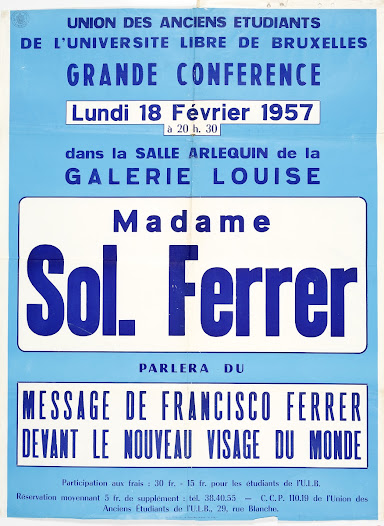 UNION DES ANCIENS ETUDIANTS
DE L'UNIVERSITE LIBRE DE BRUXELLES
GRANDE CONFERENCE
Lundi 18 Février 1957
à 20 h. 30
dans la SALLE ARLEQUIN de la
GALERIE LOUISE
Madame
Sol. Ferrer
PARLERA DU
MESSAGE DE FRANCISCO FERRER
DEVANT LE NOUVEAU VISAGE DU MONDE
Participation aux frais : 30 fr. - 15 fr. pour les étudiants de l'U.L.B.
Réservation moyennant 5 fr. de supplément : tel. 38.40.55 — C.C.P. 110.19 de l'Union des
Anciens Étudiants de l'U.L.B., 29, rue Blanche.